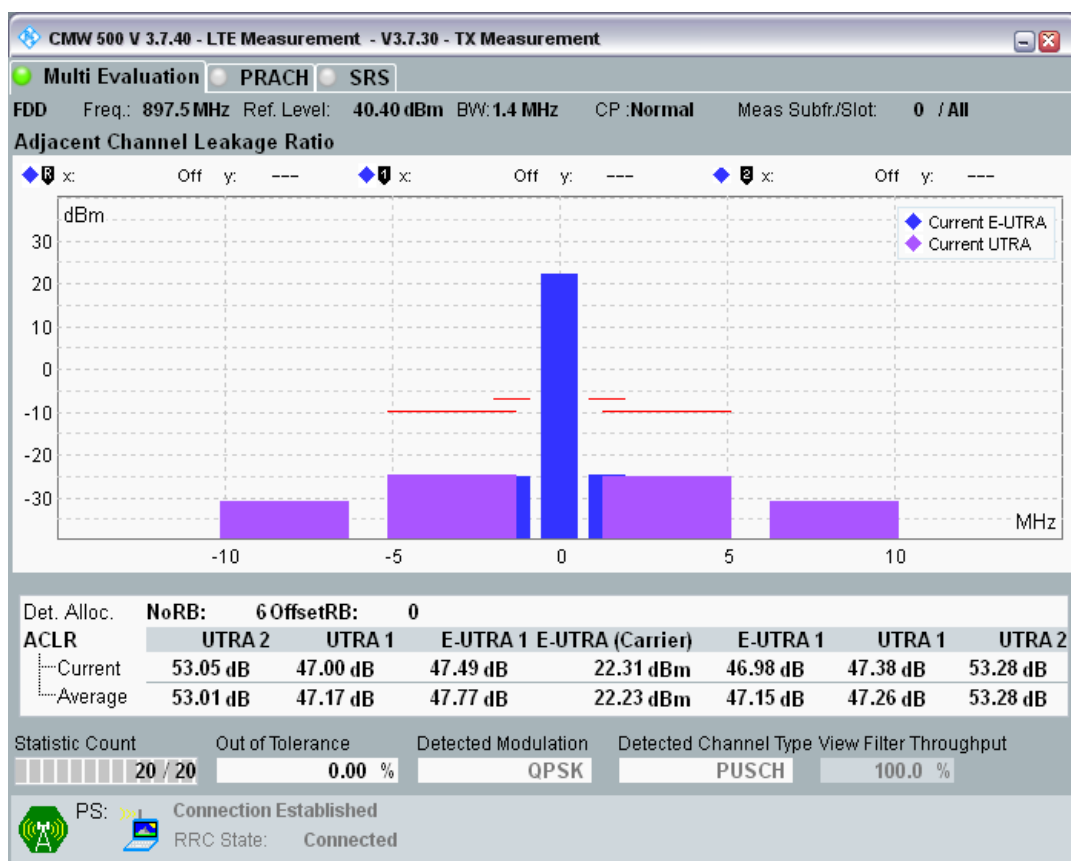 CMW 500 V 3.7.40 - LTE Measurement - V3.7.30 - TX Measurement
Multi Evaluation PRACH SRS
FDD Freq.: 897.5 MHz Ref. Level: 40.40 dBm BW: 1.4 MHz CP :Normal Meas Subfr./Slot: 0 / All
Adjacent Channel Leakage Ratio
R x: Off y: --- 1 x: Off y: --- 2 x: Off y: ---
dBm
Current E-UTRA
Current UTRA
30
20
10
0
-10
-20
-30
MHz
-10 -5 0 5 10
Det. Alloc. NoRB: 6 OffsetRB: 0
ACLR UTRA 2 UTRA 1 E-UTRA 1 E-UTRA (Carrier) E-UTRA 1 UTRA 1 UTRA 2
Current 53.05 dB 47.00 dB 47.49 dB 22.31 dBm 46.98 dB 47.38 dB 53.28 dB
Average 53.01 dB 47.17 dB 47.77 dB 22.23 dBm 47.15 dB 47.26 dB 53.28 dB
Statistic Count Out of Tolerance Detected Modulation Detected Channel Type View Filter Throughput
20 / 20 0.00 % QPSK PUSCH 100.0 %
PS: Connection Established
RRC State: Connected